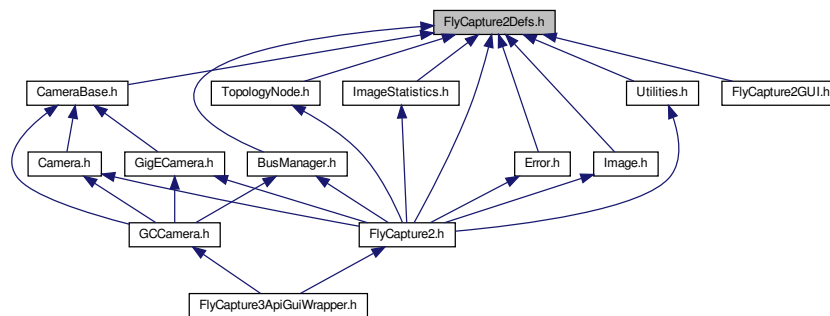 FlyCapture2Defs.h
CameraBase.h
TopologyNode.h
ImageStatistics.h
Utilities.h
FlyCapture2GUI.h
Camera.h
GigECamera.h
BusManager.h
Error.h
Image.h
GCCamera.h
FlyCapture2.h
FlyCapture3ApiGuiWrapper.h